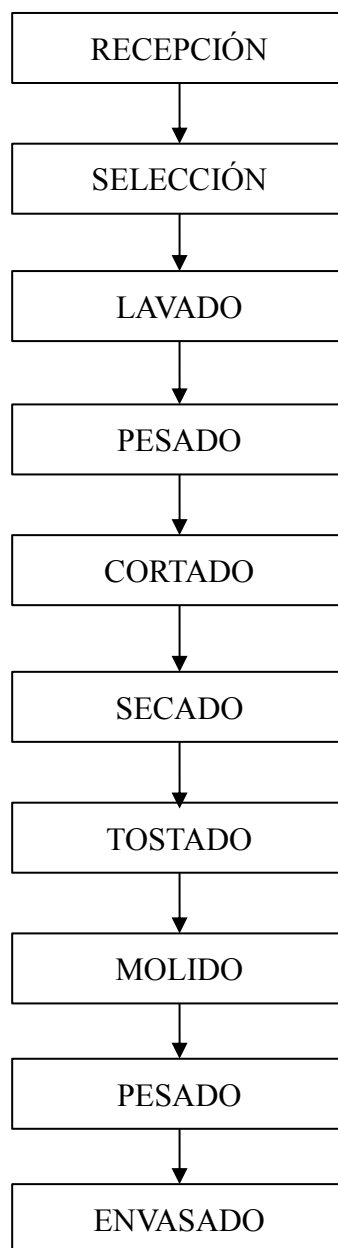 RECEPCIÓN
SELECCIÓN
LAVADO
PESADO
CORTADO
SECADO
TOSTADO
MOLIDO
PESADO
ENVASADO